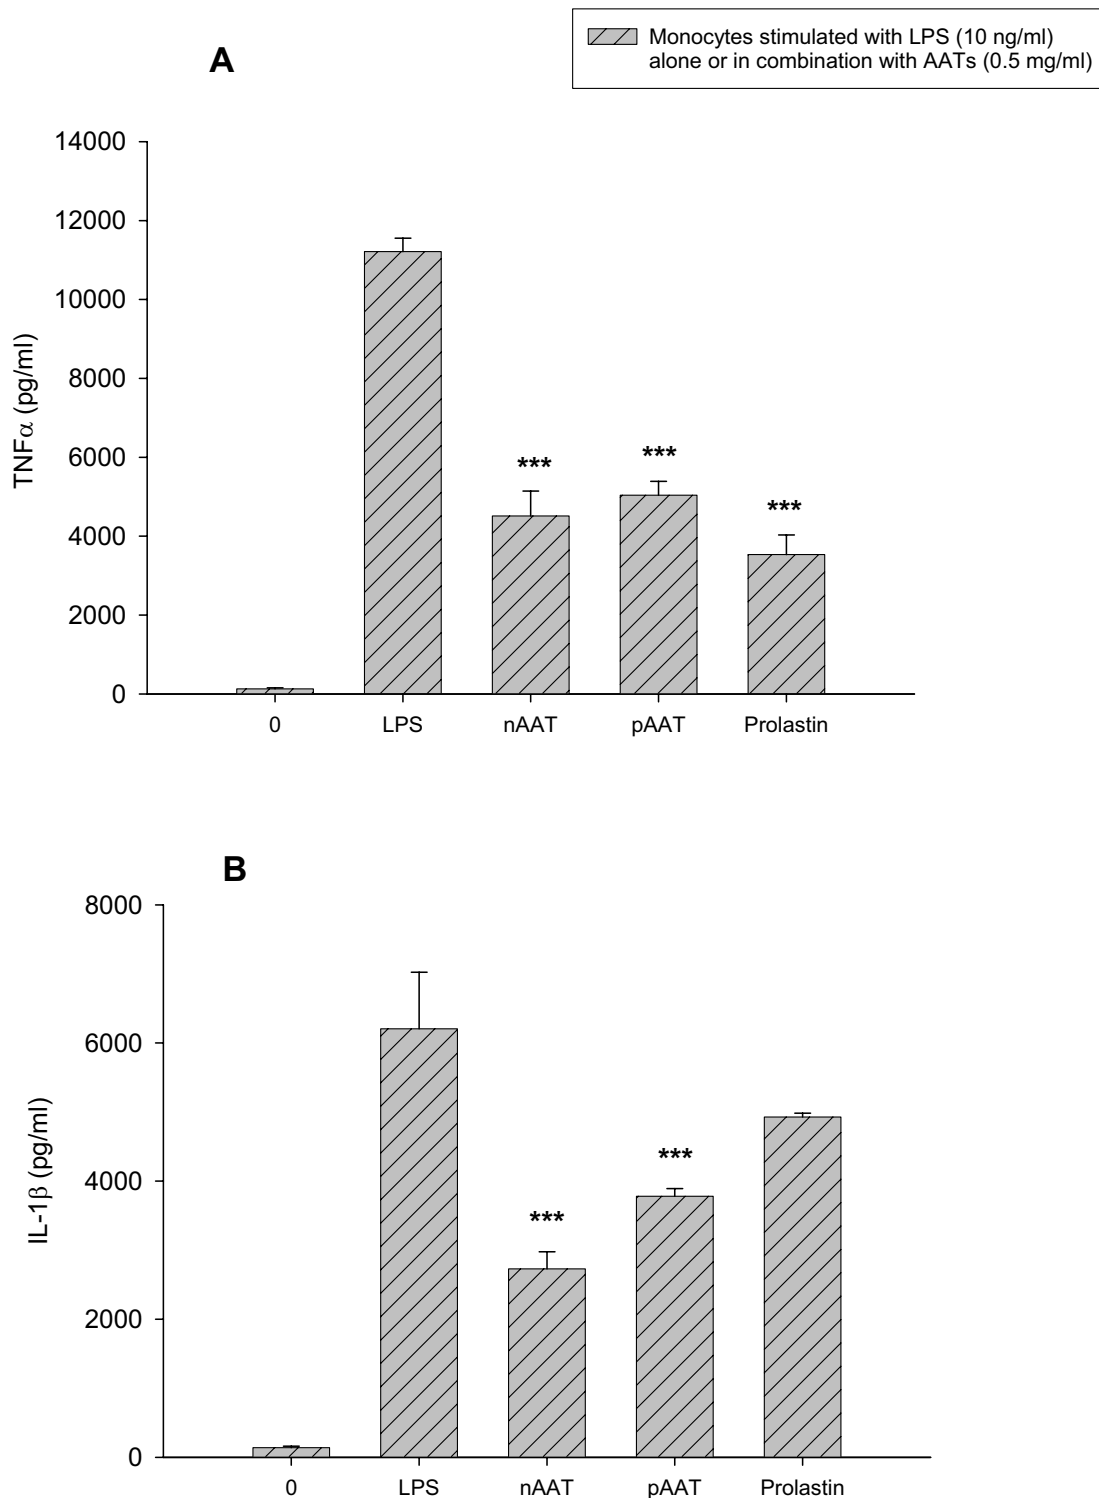 Monocytes stimulated with LPS (10 ng/ml)
alone or in combination with AATs (0.5 mg/ml)
A
14000
12000
10000
8000
6000
4000
2000
0
TNFα (pg/ml)
***
***
***
0 LPS nAAT pAAT Prolastin
B
8000
6000
4000
2000
0
IL-1β (pg/ml)
***
***
0 LPS nAAT pAAT Prolastin